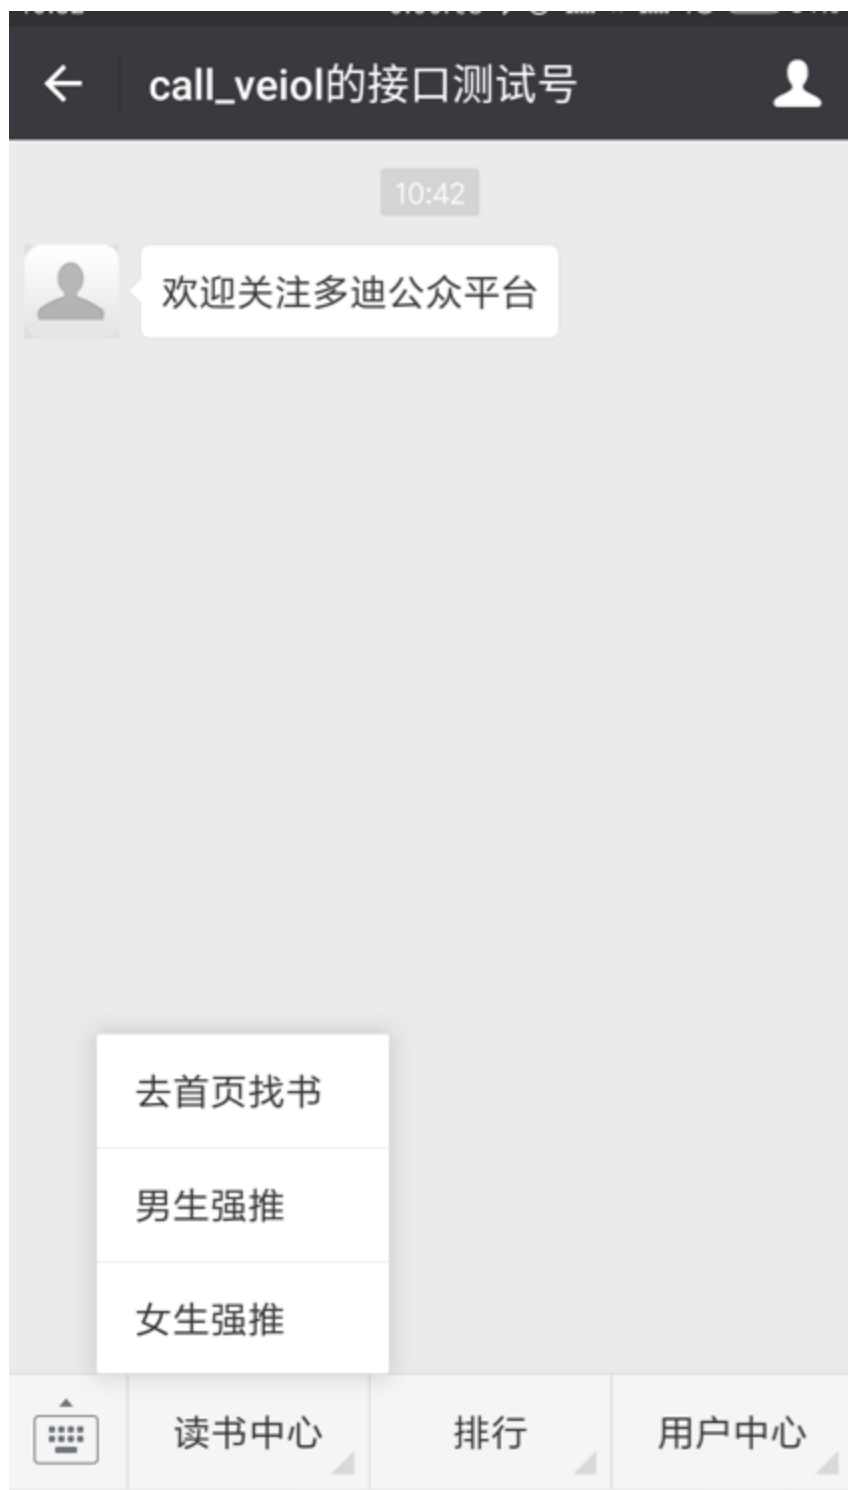 call_veiol的接口测试号
10:42
欢迎关注多迪公众平台
去首页找书
男生强推
女生强推
读书中心
排行
用户中心